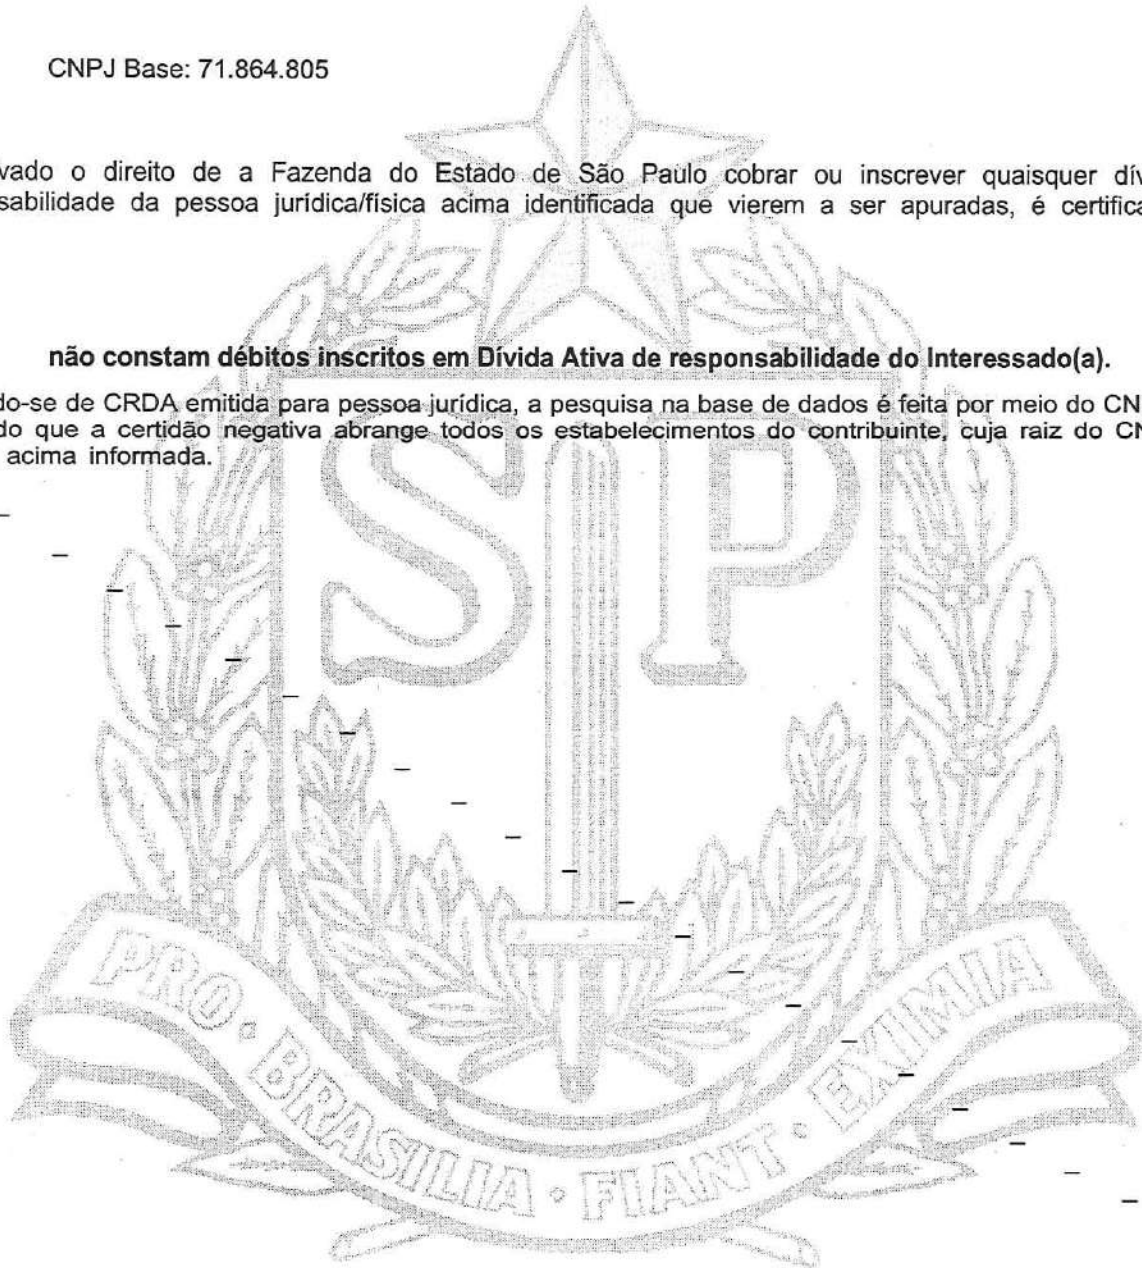 CNPJ Base: 71.864.805
vado o direito de a Fazenda do Estado de São Paulo cobrar ou inscrever quaisquer dív
sabilidade da pessoa jurídica/física acima identificada que vierem a ser apuradas, é certifica
não constam débitos inscritos em Dívida Ativa de responsabilidade do Interessado(a).
do-se de CRDA emitida para pessoa jurídica, a pesquisa na base de dados é feita por meio do CN
do que a certidão negativa abrange todos os estabelecimentos do contribuinte, cuja raiz do CN
acima informada.
SP
PRO · BRASILIA · FIANT · EXIMIA